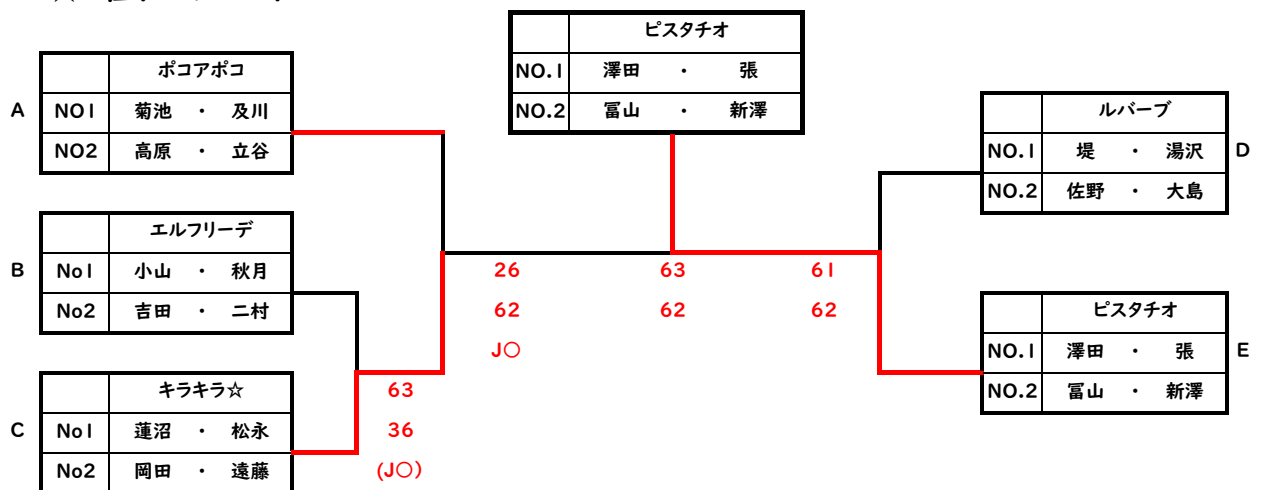 ピスタチオ
NO.1 澤田 ・ 張
NO.2 冨山 ・ 新澤
ポコアポコ
A NO1 菊池 ・ 及川
NO2 高原 ・ 立谷
エルフリーデ
B No1 小山 ・ 秋月
No2 吉田 ・ 二村
キラキラ☆
C No1 蓮沼 ・ 松永
No2 岡田 ・ 遠藤
63
36
(J〇)
26
62
J〇
63
62
61
62
ルバーブ
NO.1 堤 ・ 湯沢 D
NO.2 佐野 ・ 大島
ピスタチオ
NO.1 澤田 ・ 張 E
NO.2 冨山 ・ 新澤